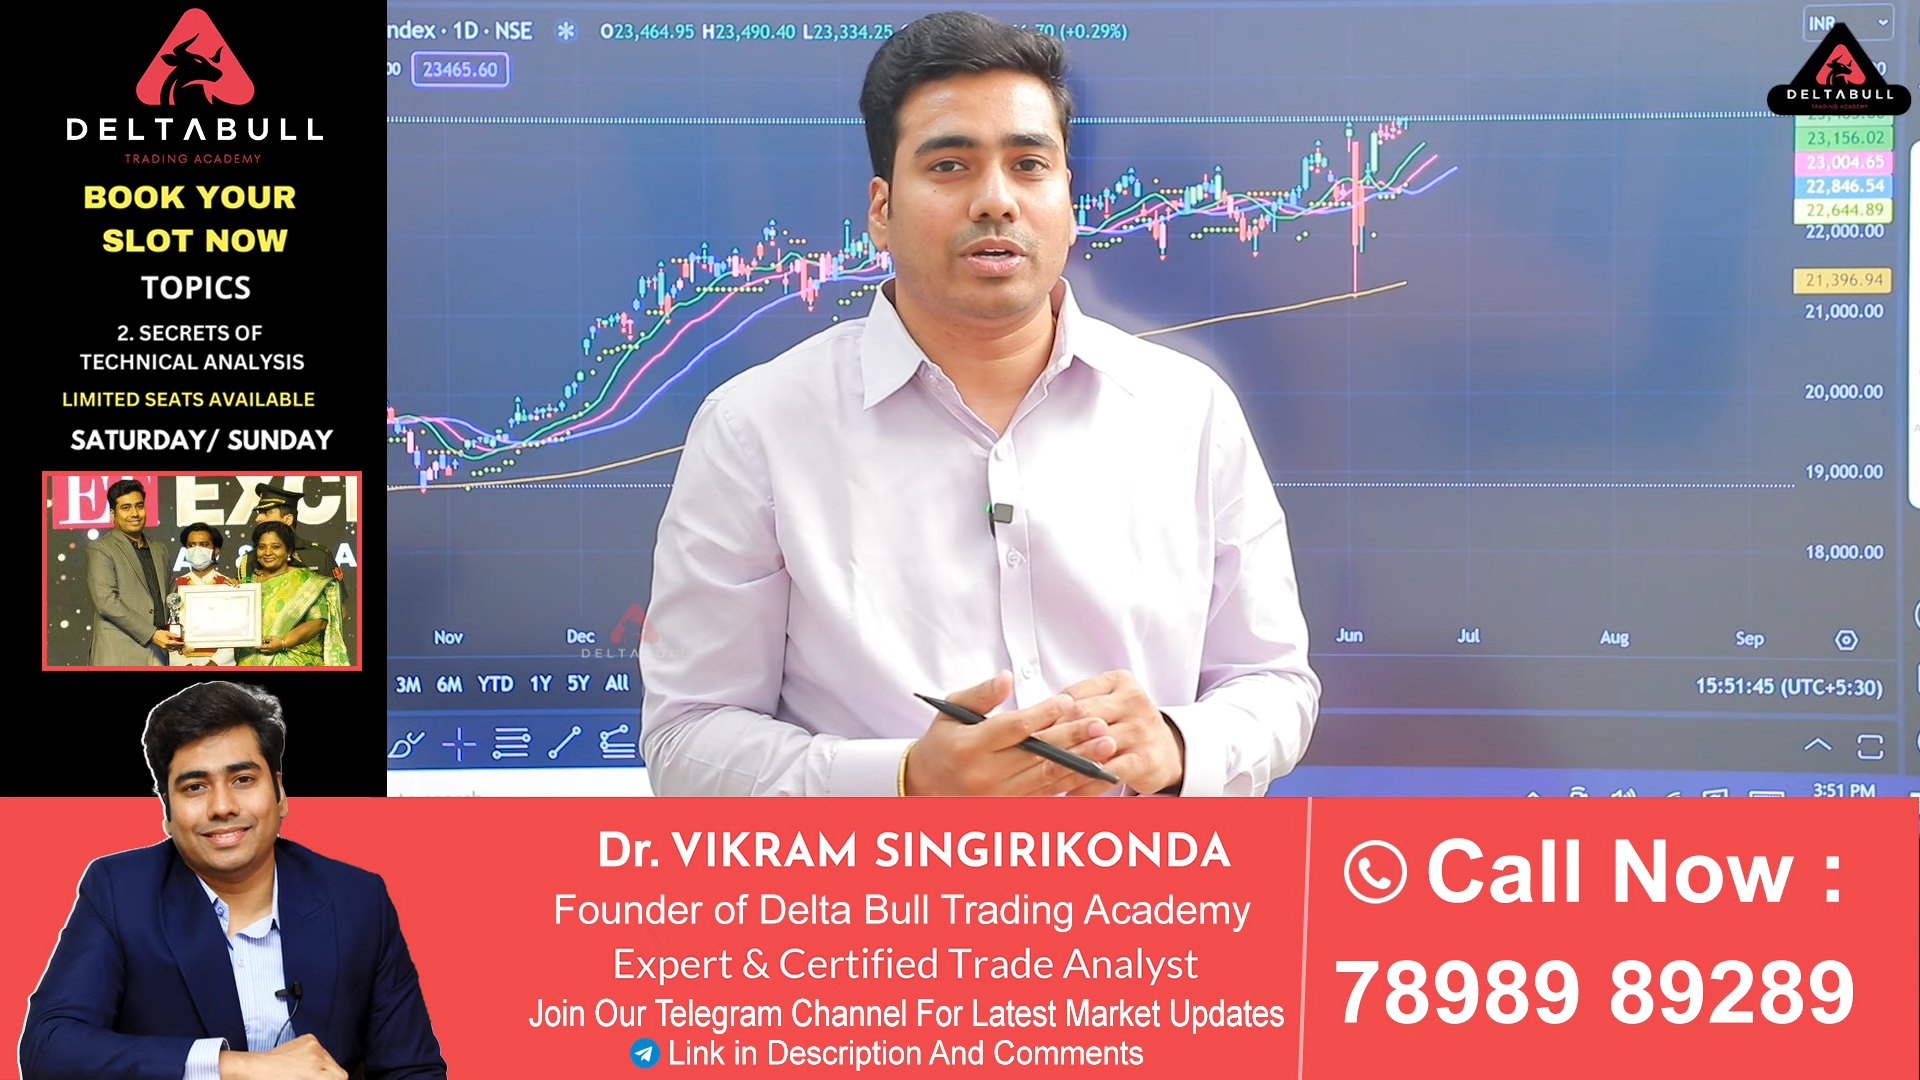 DELTABULL
TRADING ACADEMY
BOOK YOUR
SLOT NOW
TOPICS
2. SECRETS OF
TECHNICAL ANALYSIS
LIMITED SEATS AVAILABLE
SATURDAY/ SUNDAY
EXC
ndex · 1D · NSE O23,464.95 H23,490.40 L23,334.25 (+0.29%)
INR
23465.60
DELTABULL
TRADING ACADEMY
23,156.02
23,004.65
22,846.54
22,644.89
22,000.00
21,396.94
21,000.00
20,000.00
19,000.00
18,000.00
Nov Dec Jun Jul Aug Sep
DELTABULL
3M 6M YTD 1Y 5Y All
15:51:45 (UTC+5:30)
3:51 PM
Dr. VIKRAM SINGIRIKONDA
Founder of Delta Bull Trading Academy
Expert & Certified Trade Analyst
Join Our Telegram Channel For Latest Market Updates
Link in Description And Comments
Call Now :
78989 89289